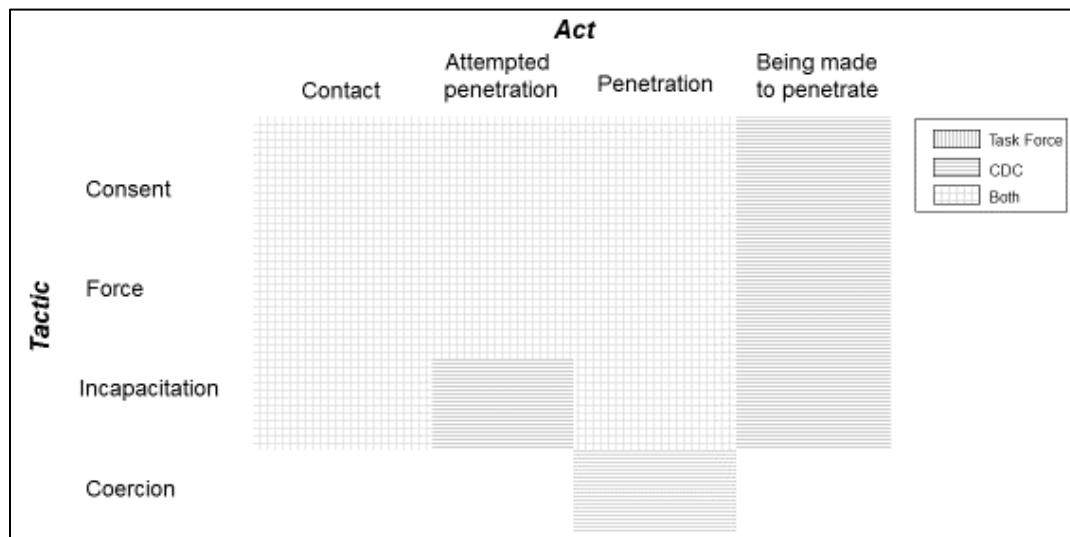 Act
Contact
Attempted
penetration
Penetration
Being made
to penetrate
Task Force
CDC
Both
Tactic
Consent
Force
Incapacitation
Coercion